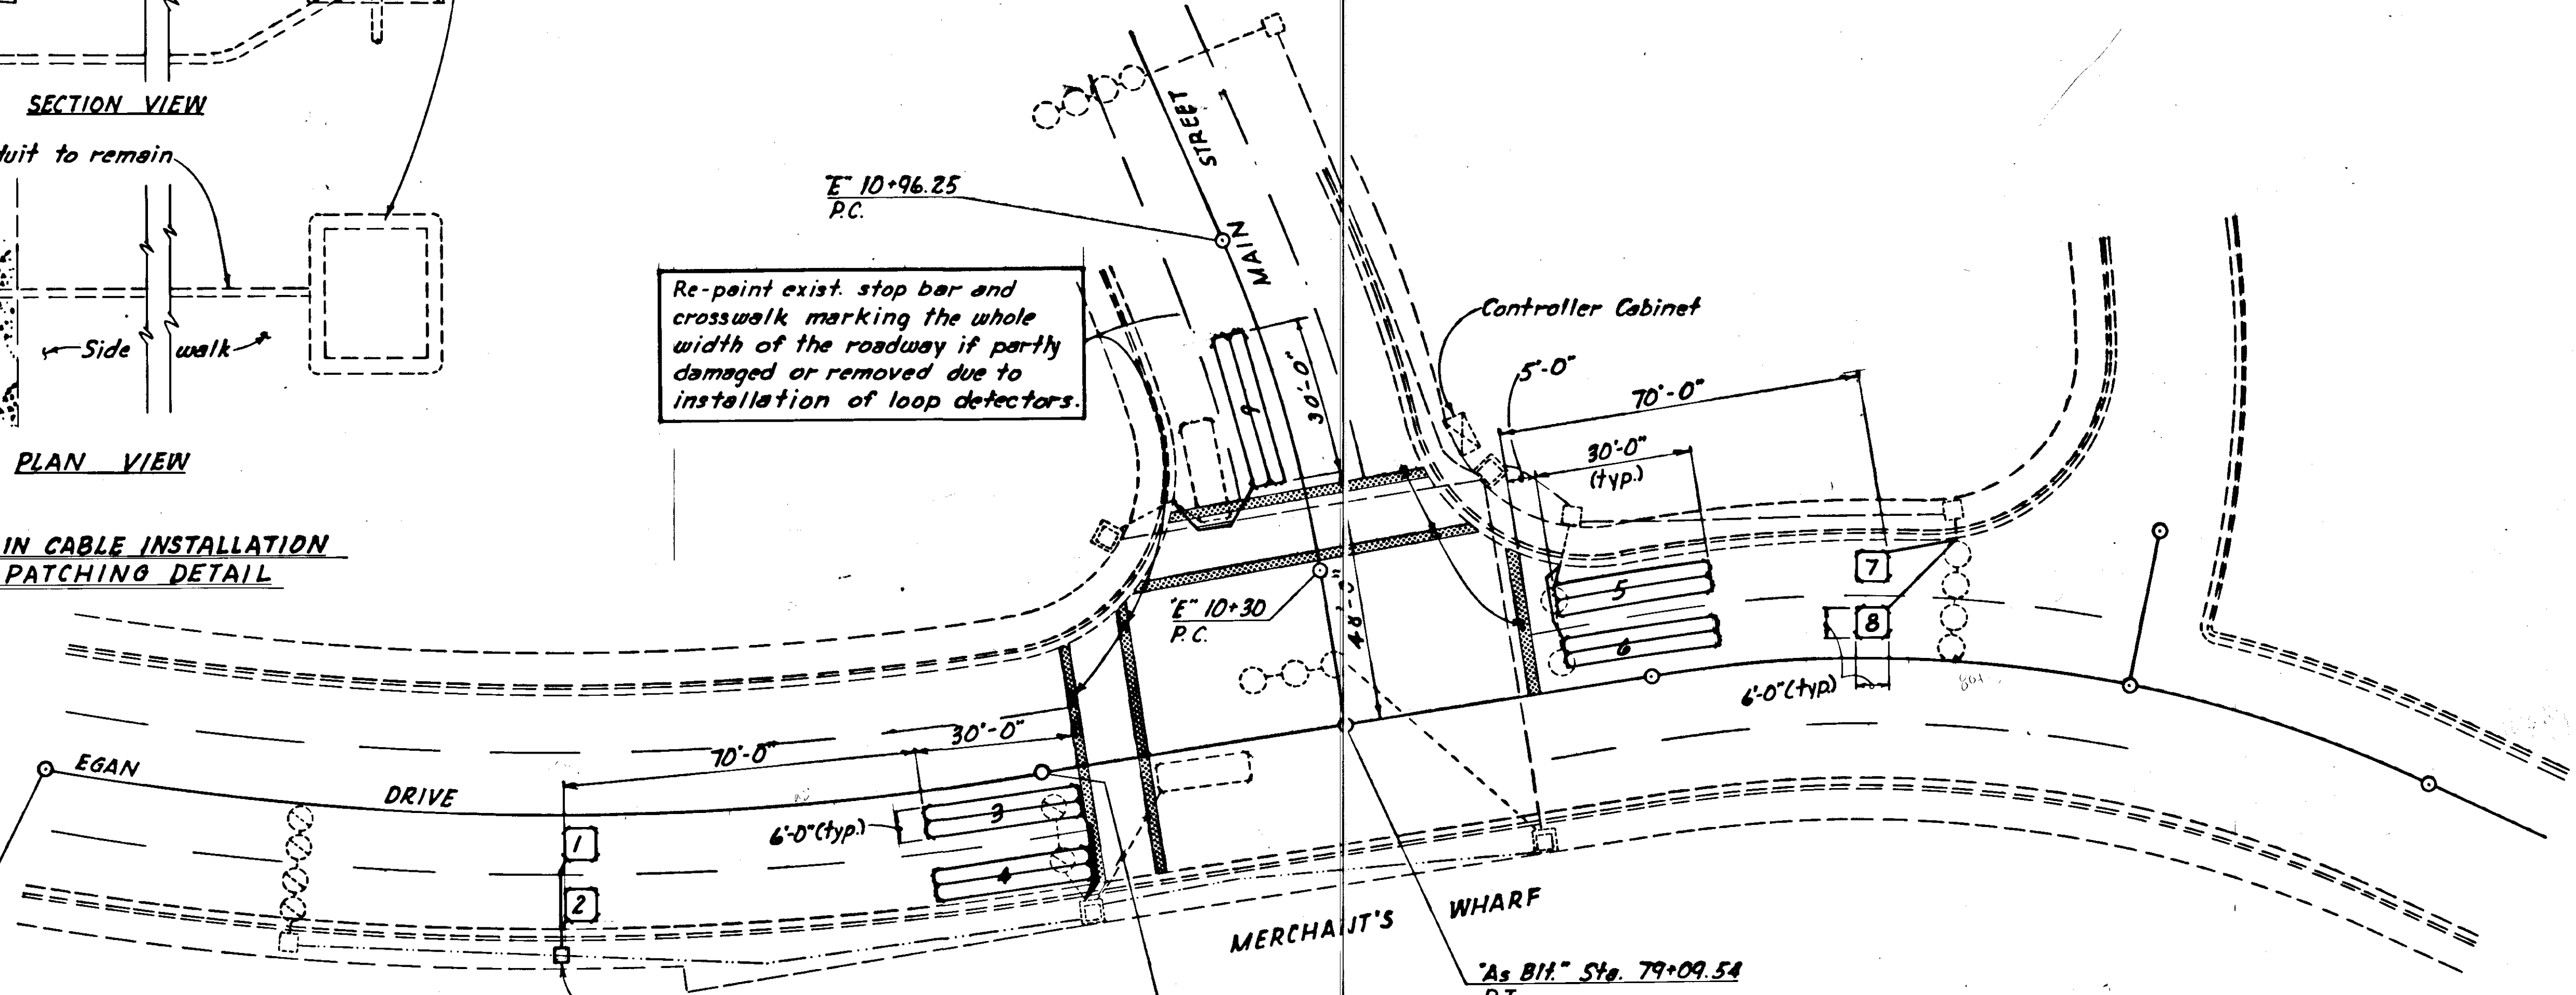 SECTION VIEW
duit to remain
Side walk
PLAN VIEW
IN CABLE INSTALLATION
PATCHING DETAIL
"E" 10+96.25
P.C.
STREET
MAIN
Re-paint exist. stop bar and
crosswalk marking the whole
width of the roadway if partly
damaged or removed due to
installation of loop detectors.
Controller Cabinet
9
30'-0"
5'-0"
70'-0"
30'-0"
(typ.)
"E" 10+30
P.C.
48'-0"
5
6
7
8
6'-0"(typ.)
EGAN
DRIVE
70'-0"
30'-0"
6'-0"(typ.)
3
4
1
2
MERCHANT'S WHARF
"As Blt." Sta. 79+09.54
P.T.